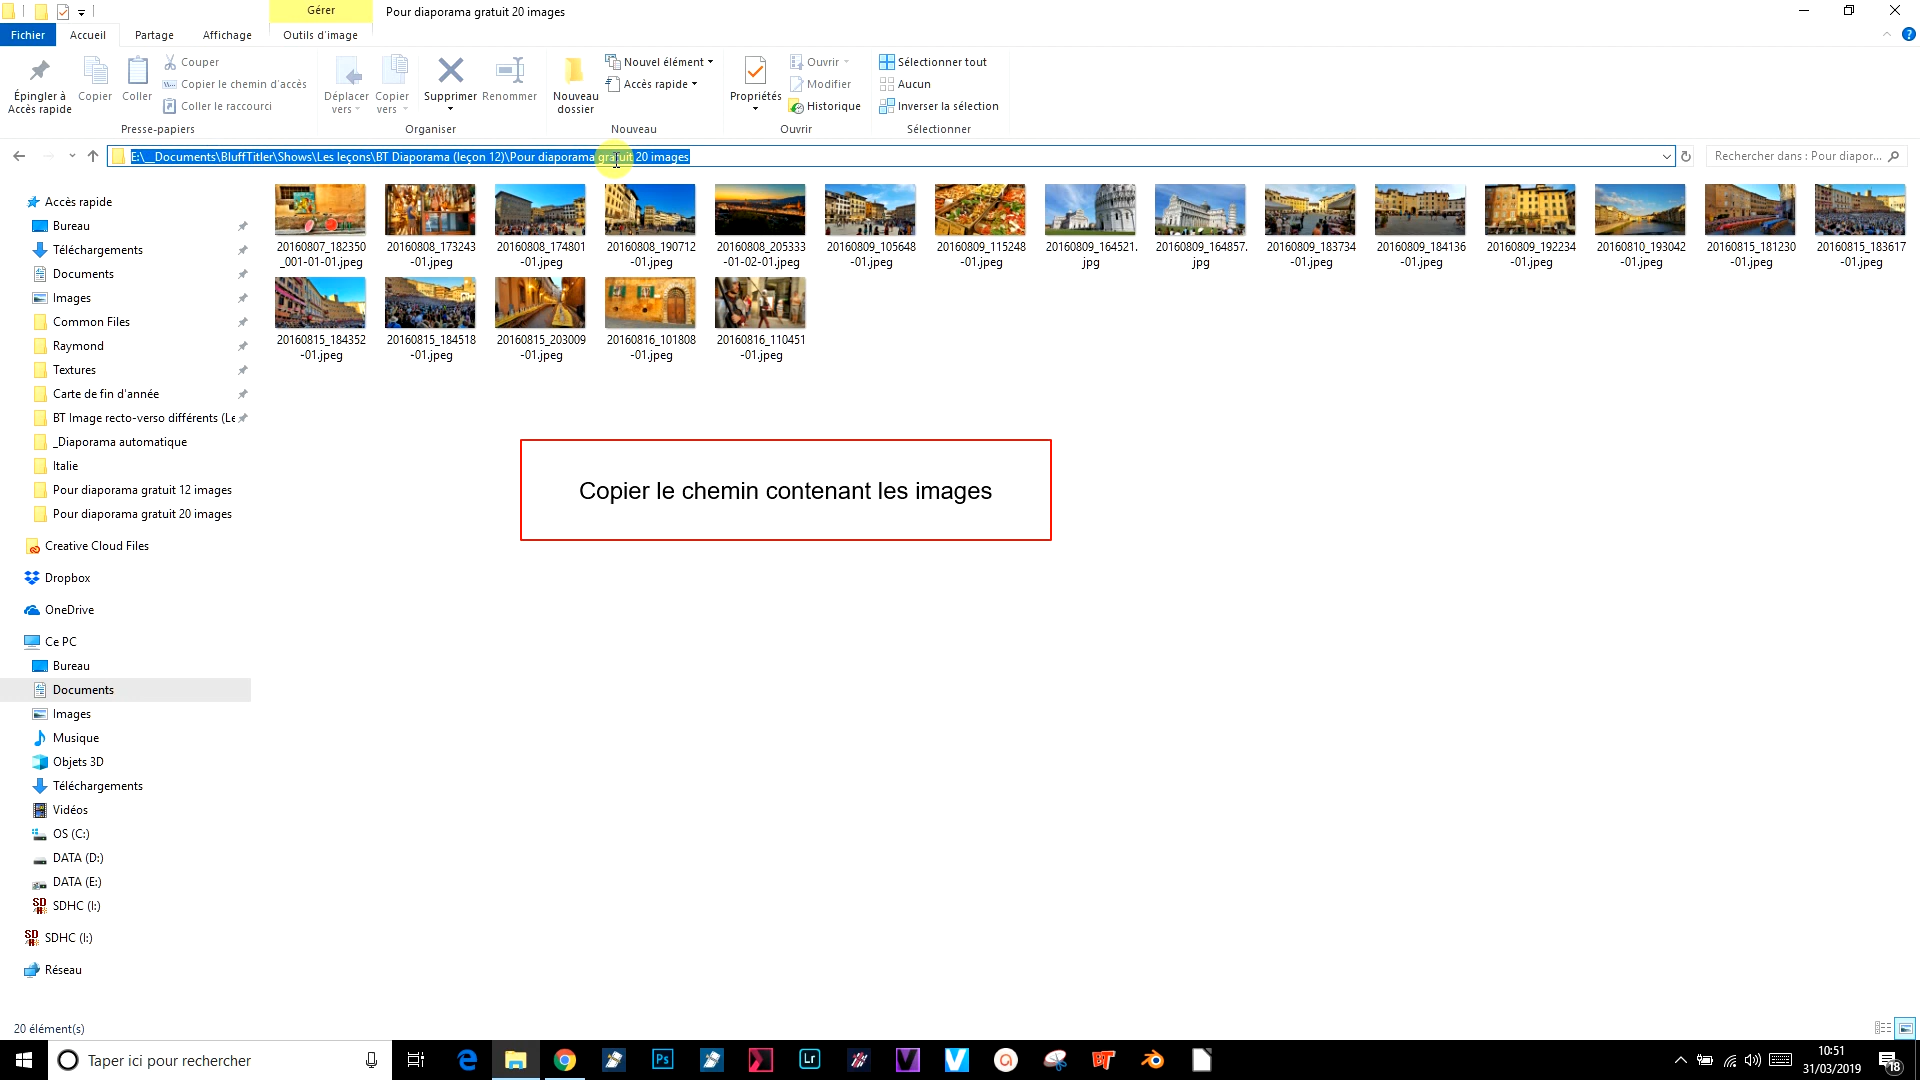 Gérer
Pour diaporama gratuit 20 images
Fichier
Accueil
Partage
Affichage
Outils d'image
Épingler à
Accès rapide
Copier
Coller
Couper
Copier le chemin d'accès
Coller le raccourci
Presse-papiers
Déplacer
vers
Copier
vers
Supprimer
Renommer
Organiser
Nouveau
dossier
Nouvel élément
Accès rapide
Nouveau
Propriétés
Ouvrir
Modifier
Historique
Ouvrir
Sélectionner tout
Aucun
Inverser la sélection
Sélectionner
E:\__Documents\BluffTitler\Shows\Les leçons\BT Diaporama (leçon 12)\Pour diaporama gratuit 20 images
Rechercher dans : Pour diapor...
Accès rapide
Bureau
Téléchargements
Documents
Images
Common Files
Raymond
Textures
Carte de fin d'année
BT Image recto-verso différents (Le
_Diaporama automatique
Italie
Pour diaporama gratuit 12 images
Pour diaporama gratuit 20 images
Creative Cloud Files
Dropbox
OneDrive
Ce PC
Bureau
Documents
Images
Musique
Objets 3D
Téléchargements
Vidéos
OS (C:)
DATA (D:)
DATA (E:)
SDHC (I:)
SDHC (I:)
Réseau
20160807_182350
_001-01-01.jpeg
20160808_173243
-01.jpeg
20160808_174801
-01.jpeg
20160808_190712
-01.jpeg
20160808_205333
-01-02-01.jpeg
20160809_105648
-01.jpeg
20160809_115248
-01.jpeg
20160809_164521.
jpg
20160809_164857.
jpg
20160809_183734
-01.jpeg
20160809_184136
-01.jpeg
20160809_192234
-01.jpeg
20160810_193042
-01.jpeg
20160815_181230
-01.jpeg
20160815_183617
-01.jpeg
20160815_184352
-01.jpeg
20160815_184518
-01.jpeg
20160815_203009
-01.jpeg
20160816_101808
-01.jpeg
20160816_110451
-01.jpeg
Copier le chemin contenant les images
20 élément(s)
Taper ici pour rechercher
Ps
Lr
BT
10:51
31/03/2019
18